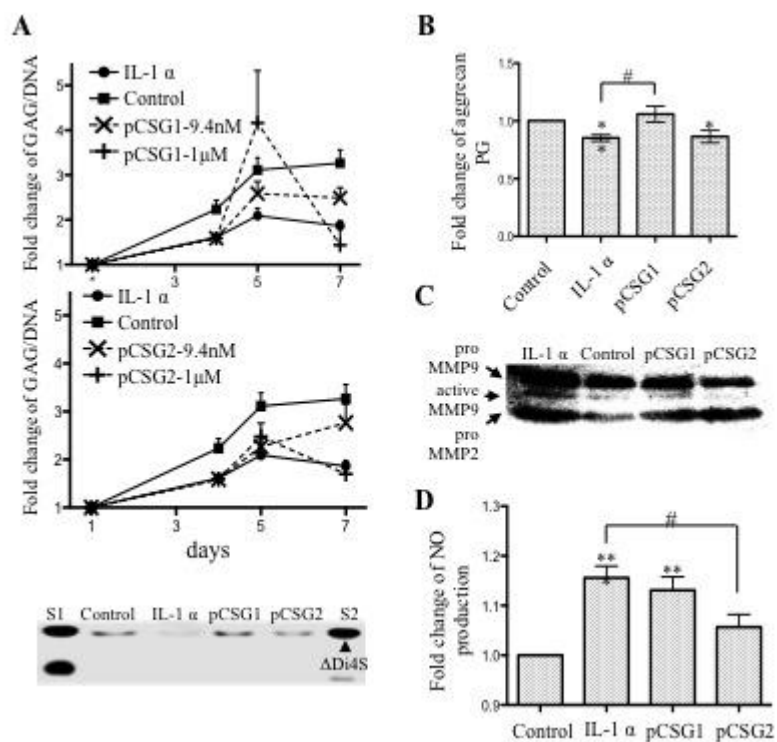 A
Fold change of GAG/DNA
5
4
3
2
1
IL-1 α
Control
pCSG1-9.4nM
pCSG1-1µM
1
3
5
7
Fold change of GAG/DNA
5
4
3
2
1
IL-1 α
Control
pCSG2-9.4nM
pCSG2-1µM
1
3
5
7
days
S1 Control IL-1 α pCSG1 pCSG2 S2
ΔDi4S
B
Fold change of aggrecan
PG
1.5
1.0
0.5
0.0
#
*
*
*
Control
IL-1 α
pCSG1
pCSG2
C
IL-1 α Control pCSG1 pCSG2
pro
MMP9
active
MMP9
pro
MMP2
D
Fold change of NO
production
1.3
1.2
1.1
1.0
0.9
#
**
*
**
Control IL-1 α pCSG1 pCSG2